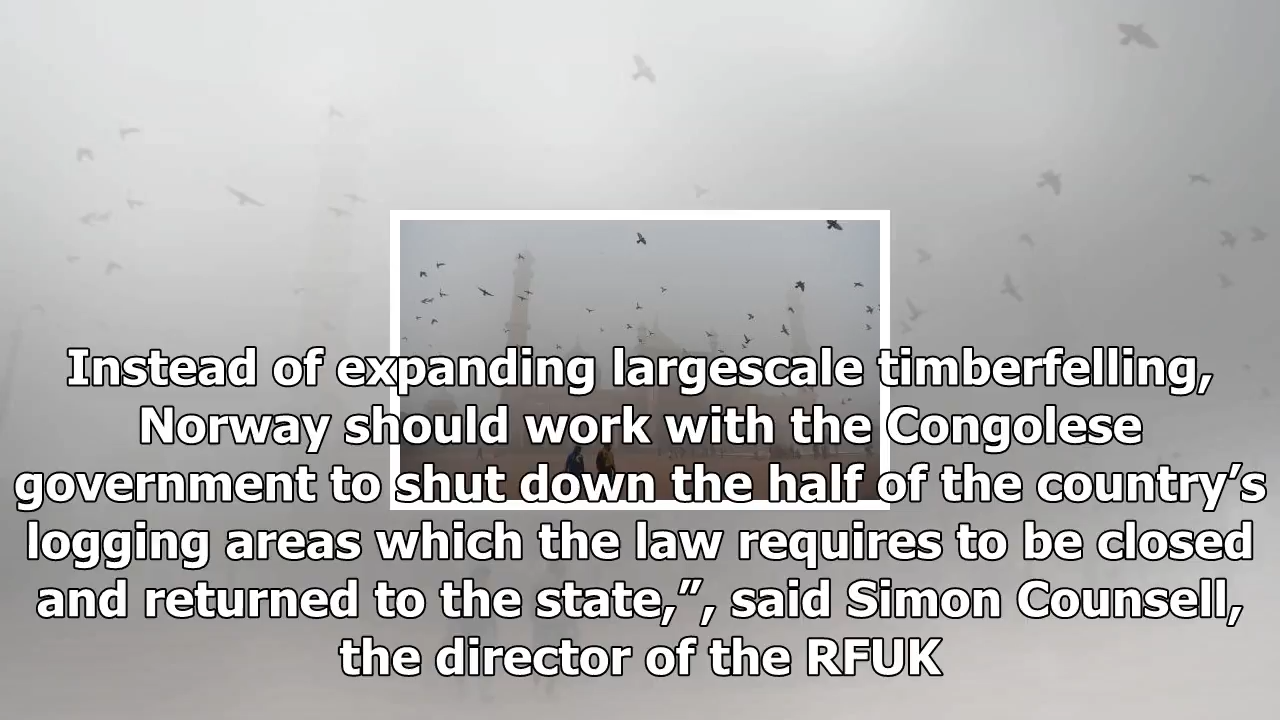 Instead of expanding largescale timberfelling,
Norway should work with the Congolese
government to shut down the half of the country’s
logging areas which the law requires to be closed
and returned to the state,”, said Simon Counsell,
the director of the RFUK